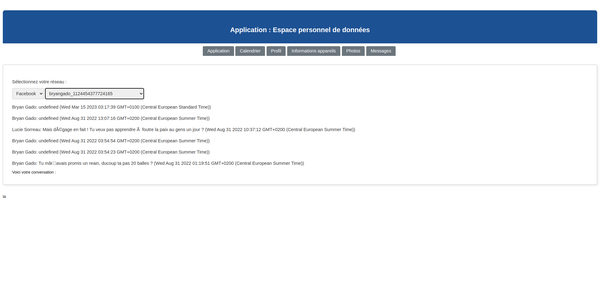 Application : Espace personnel de données
Application Calendrier Profil Informations appareils Photos Messages
Sélectionnez votre réseau :
Facebook bryangado_1124454377724165
Bryan Gado: undefined (Wed Mar 15 2023 03:17:39 GMT+0100 (Central European Standard Time))
Bryan Gado: undefined (Wed Aug 31 2022 13:07:16 GMT+0200 (Central European Summer Time))
Lucie Sorreau: Mais dÃ©gage en fait ! Tu veux pas apprendre Ã foutre la paix au gens un jour ? (Wed Aug 31 2022 10:37:12 GMT+0200 (Central European Summer Time))
Bryan Gado: undefined (Wed Aug 31 2022 03:54:54 GMT+0200 (Central European Summer Time))
Bryan Gado: undefined (Wed Aug 31 2022 03:54:23 GMT+0200 (Central European Summer Time))
Bryan Gado: Tu avais promis un resin, ducoup ta pas 20 balles ? (Wed Aug 31 2022 01:19:51 GMT+0200 (Central European Summer Time))
Voici votre conversation :